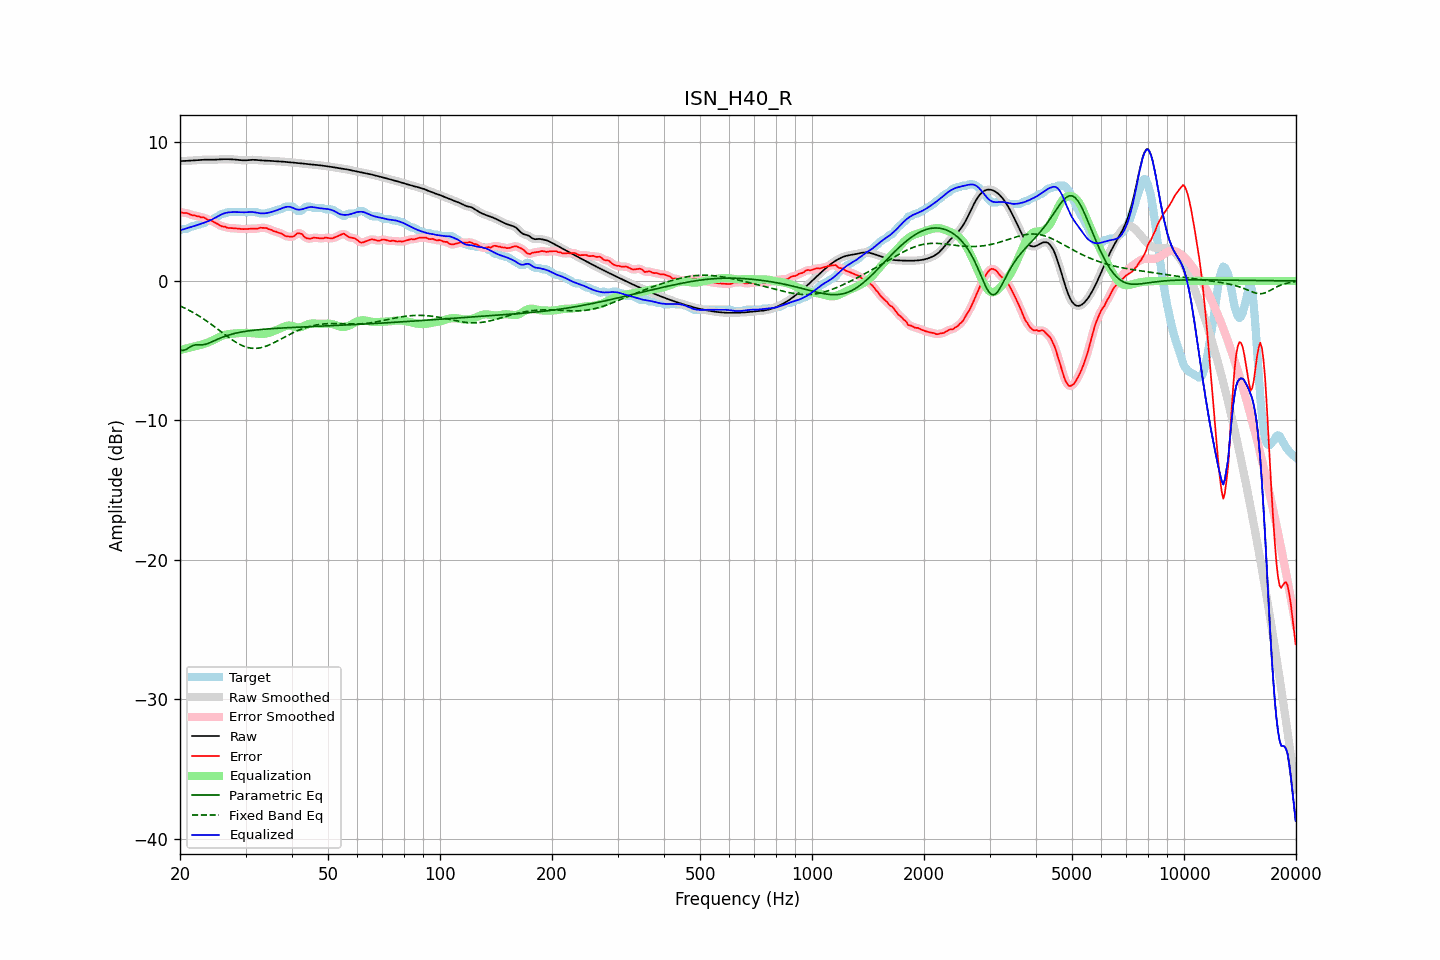 ISN_H40_R
10
0
−10
−20
−30
−40
Amplitude (dBr)
Target
Raw Smoothed
Error Smoothed
Raw
Error
Equalization
Parametric Eq
Fixed Band Eq
Equalized
20 50 100 200 500 1000 2000 5000 10000 20000
Frequency (Hz)